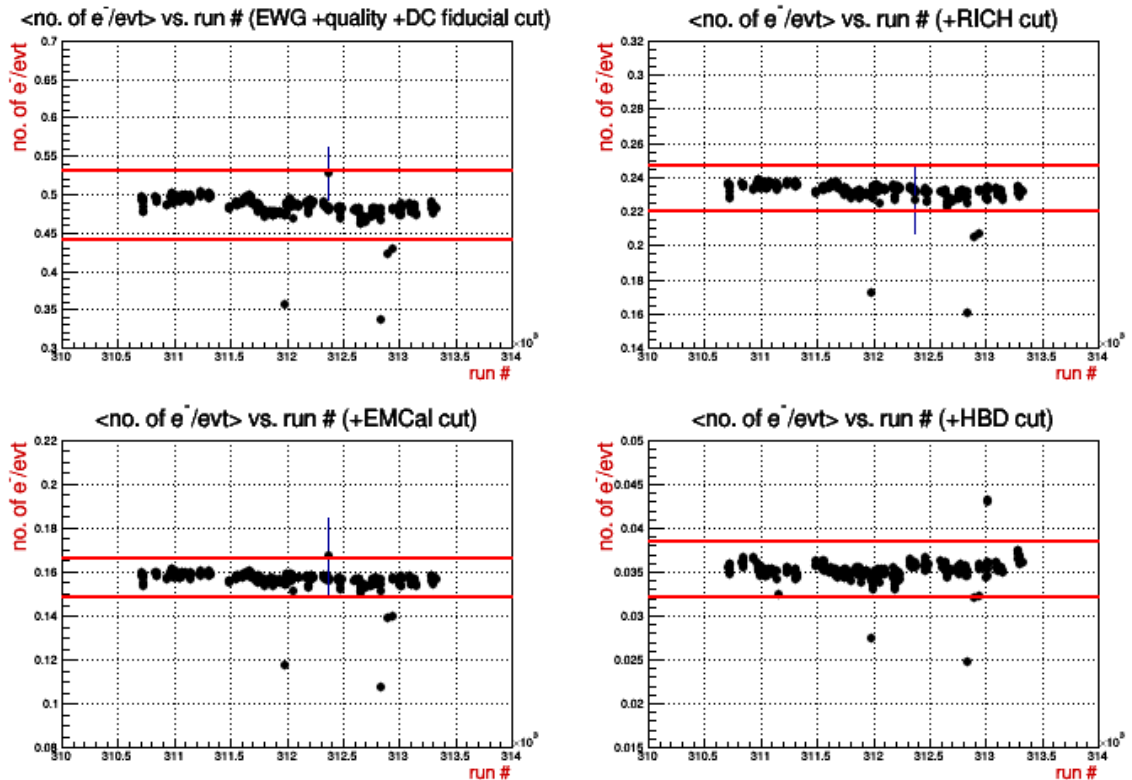 <no. of e⁻/evt> vs. run # (EWG +quality +DC fiducial cut)
no. of e⁻/evt
0.7
0.65
0.6
0.55
0.5
0.45
0.4
0.35
0.3
310 310.5 311 311.5 312 312.5 313 313.5 314
×10³
run #
<no. of e⁻/evt> vs. run # (+RICH cut)
no. of e⁻/evt
0.32
0.3
0.28
0.26
0.24
0.22
0.2
0.18
0.16
0.14
310 310.5 311 311.5 312 312.5 313 313.5 314
×10³
run #
<no. of e⁻/evt> vs. run # (+EMCal cut)
no. of e⁻/evt
0.22
0.2
0.18
0.16
0.14
0.12
0.1
0.08
310 310.5 311 311.5 312 312.5 313 313.5 314
×10³
run #
<no. of e⁻/evt> vs. run # (+HBD cut)
no. of e⁻/evt
0.05
0.045
0.04
0.035
0.03
0.025
0.02
0.015
310 310.5 311 311.5 312 312.5 313 313.5 314
×10³
run #